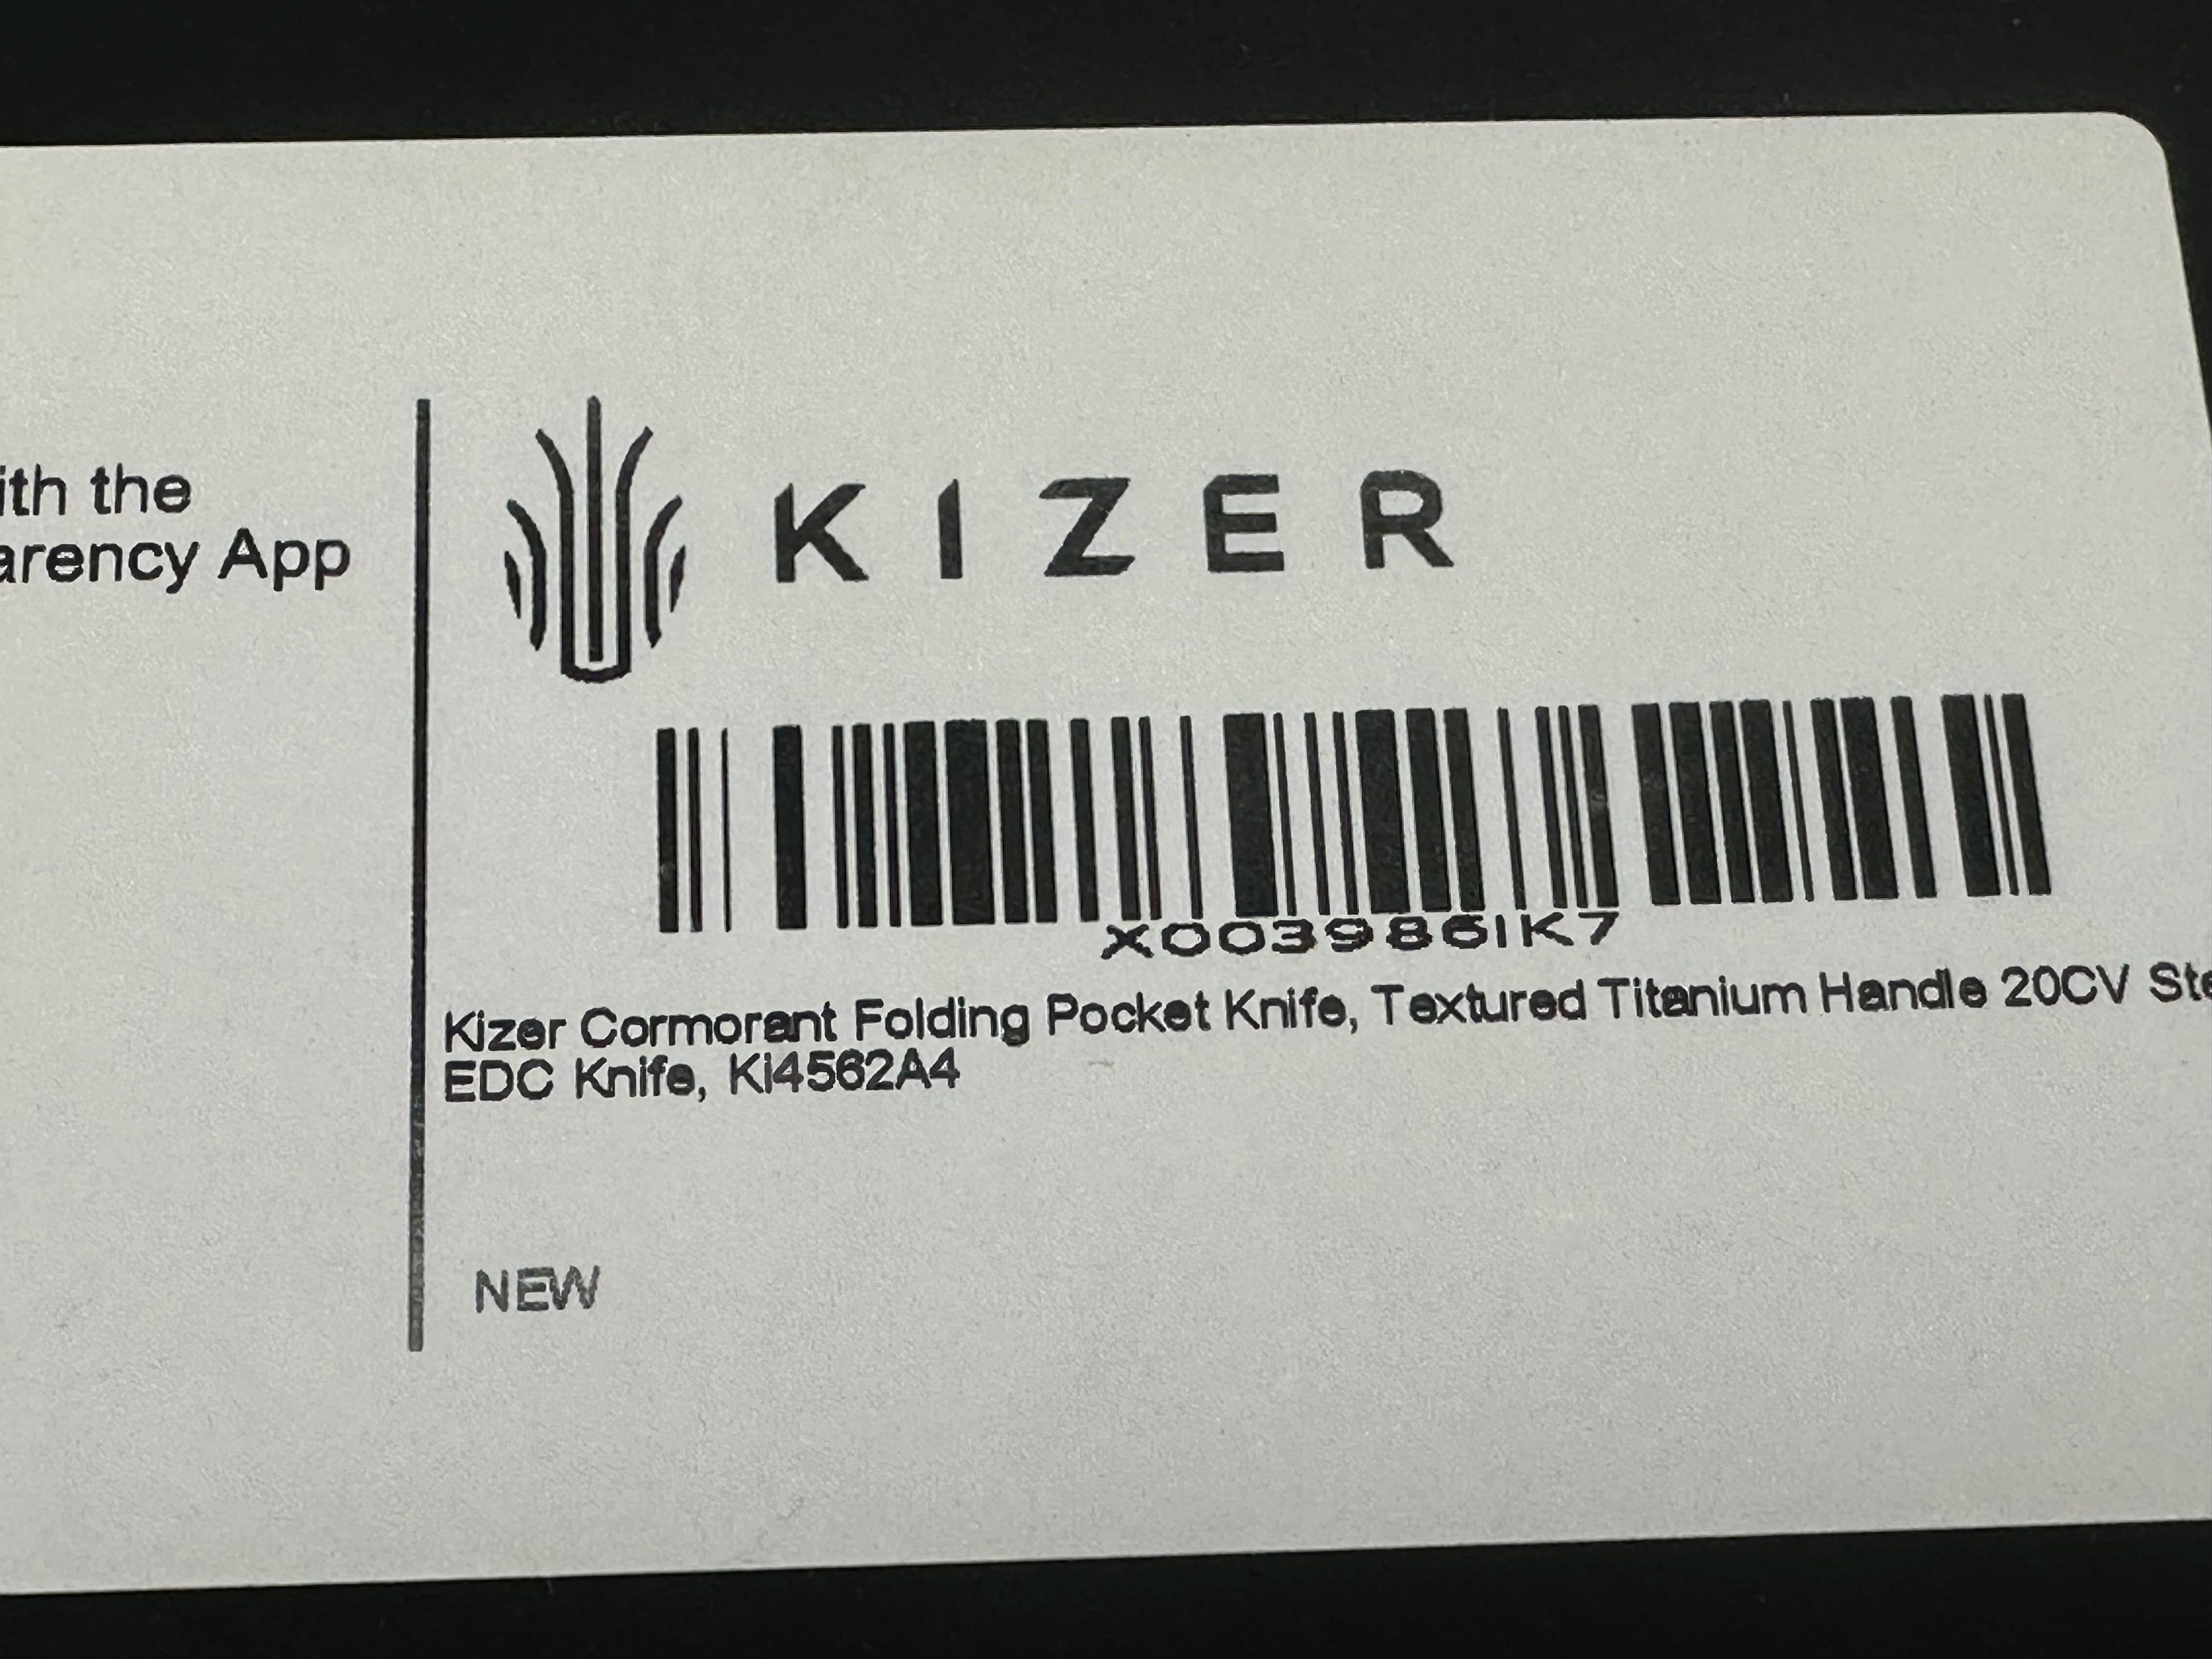 ith the
arency App
KIZER
X003986IK7
Kizer Cormorant Folding Pocket Knife, Textured Titanium Handle 20CV Ste
EDC Knife, Ki4562A4
NEW